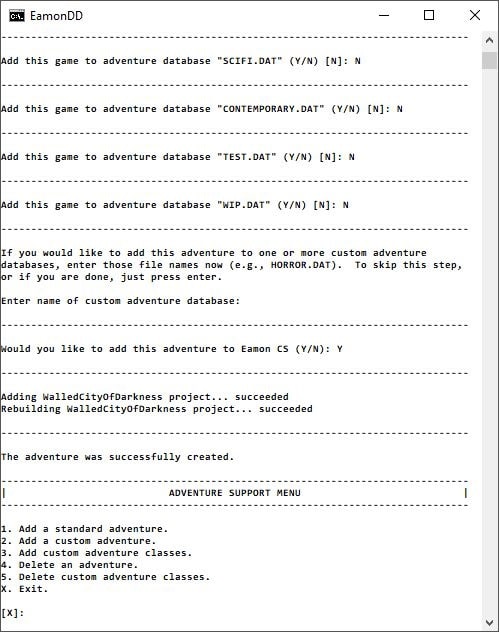 EamonDD
------------------------------------------------------------------------------
Add this game to adventure database "SCIFI.DAT" (Y/N) [N]: N
------------------------------------------------------------------------------
Add this game to adventure database "CONTEMPORARY.DAT" (Y/N) [N]: N
------------------------------------------------------------------------------
Add this game to adventure database "TEST.DAT" (Y/N) [N]: N
------------------------------------------------------------------------------
Add this game to adventure database "WIP.DAT" (Y/N) [N]: N
------------------------------------------------------------------------------
If you would like to add this adventure to one or more custom adventure
databases, enter those file names now (e.g., HORROR.DAT).  To skip this step,
or if you are done, just press enter.
Enter name of custom adventure database:
------------------------------------------------------------------------------
Would you like to add this adventure to Eamon CS (Y/N): Y
------------------------------------------------------------------------------
Adding WalledCityOfDarkness project... succeeded
Rebuilding WalledCityOfDarkness project... succeeded
------------------------------------------------------------------------------
The adventure was successfully created.
------------------------------------------------------------------------------
|                           ADVENTURE SUPPORT MENU                           |
------------------------------------------------------------------------------
1. Add a standard adventure.
2. Add a custom adventure.
3. Add custom adventure classes.
4. Delete an adventure.
5. Delete custom adventure classes.
X. Exit.
[X]: